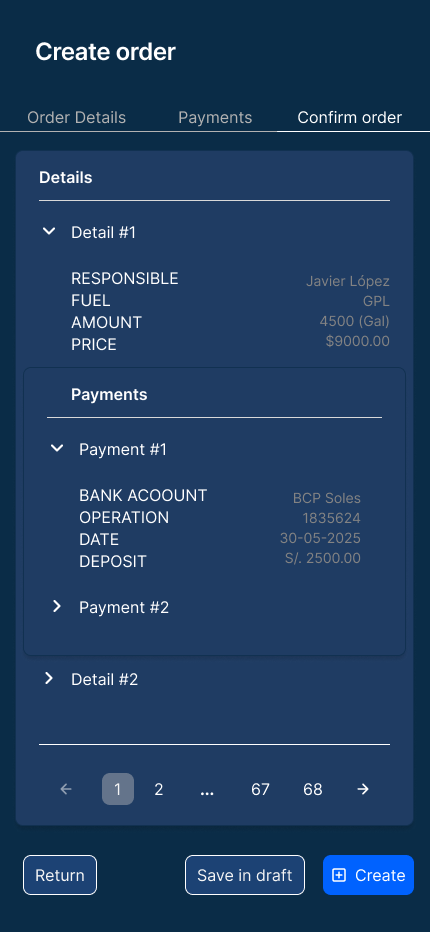 Create order
Order Details Payments Confirm order
Details
Detail #1
RESPONSIBLE Javier López
FUEL GPL
AMOUNT 4500 (Gal)
PRICE $9000.00
Payments
Payment #1
BANK ACOOUNT BCP Soles
OPERATION 1835624
DATE 30-05-2025
DEPOSIT S/. 2500.00
Payment #2
Detail #2
1 2 ... 67 68
Return Save in draft Create